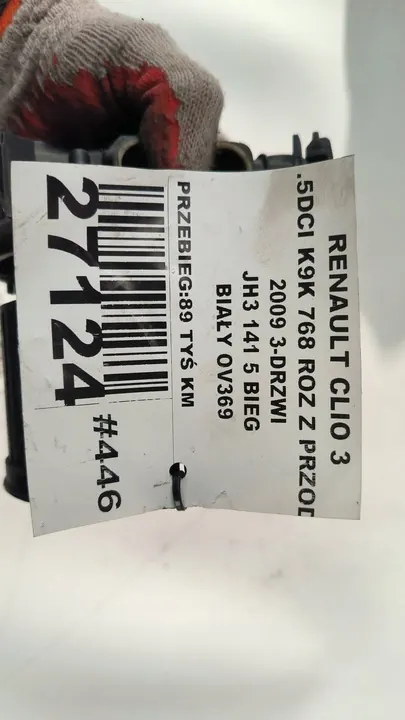 RENAULT CLIO 3
.5DCI K9K 768 ROZ Z PRZOD
2009 3-DRZWI
JH3 141 5 BIEG
BIAŁY OV369
PRZEBIEG:89 TYŚ KM
27124
#446